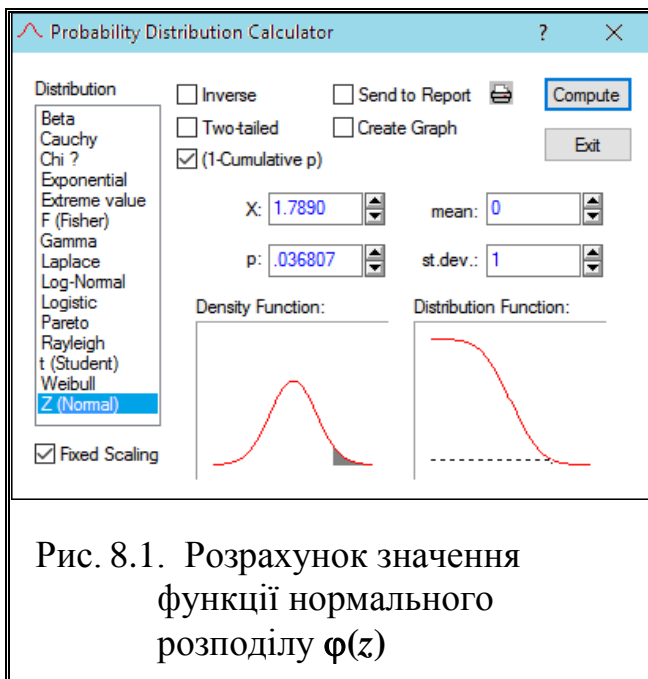 Probability Distribution Calculator ?
Distribution
Beta
Cauchy
Chi ?
Exponential
Extreme value
F (Fisher)
Gamma
Laplace
Log-Normal
Logistic
Pareto
Rayleigh
t (Student)
Weibull
Z (Normal)
Fixed Scaling
Inverse
Two-tailed
(1-Cumulative p)
Send to Report
Create Graph
Compute
Exit
X: 1.7890
mean: 0
p: .036807
st.dev.: 1
Density Function:
Distribution Function:
Рис. 8.1. Розрахунок значення
функції нормального
розподілу φ(z)